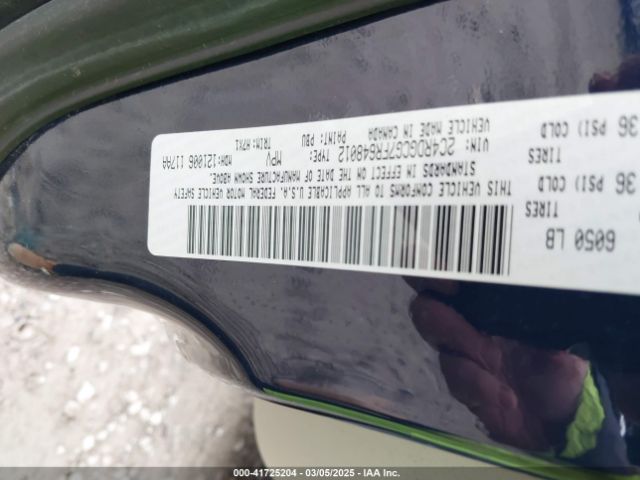 6050 LB
TIRES
36 PSI) COLD
TIRES
36 PSI) COLD
THIS VEHICLE CONFORMS TO ALL APPLICABLE U.S.A. FEDERAL MOTOR VEHICLE SAFETY
STANDARDS IN EFFECT ON THE DATE OF MANUFACTURE SHOWN ABOVE.
VIN: 2C4RDGCG7FR648012 TYPE: MPV MDH: 121006 117AA
VEHICLE MADE IN CANADA PAINT: PBU TRIM: H7X1
000-41725204 - 03/05/2025 - IAA Inc.